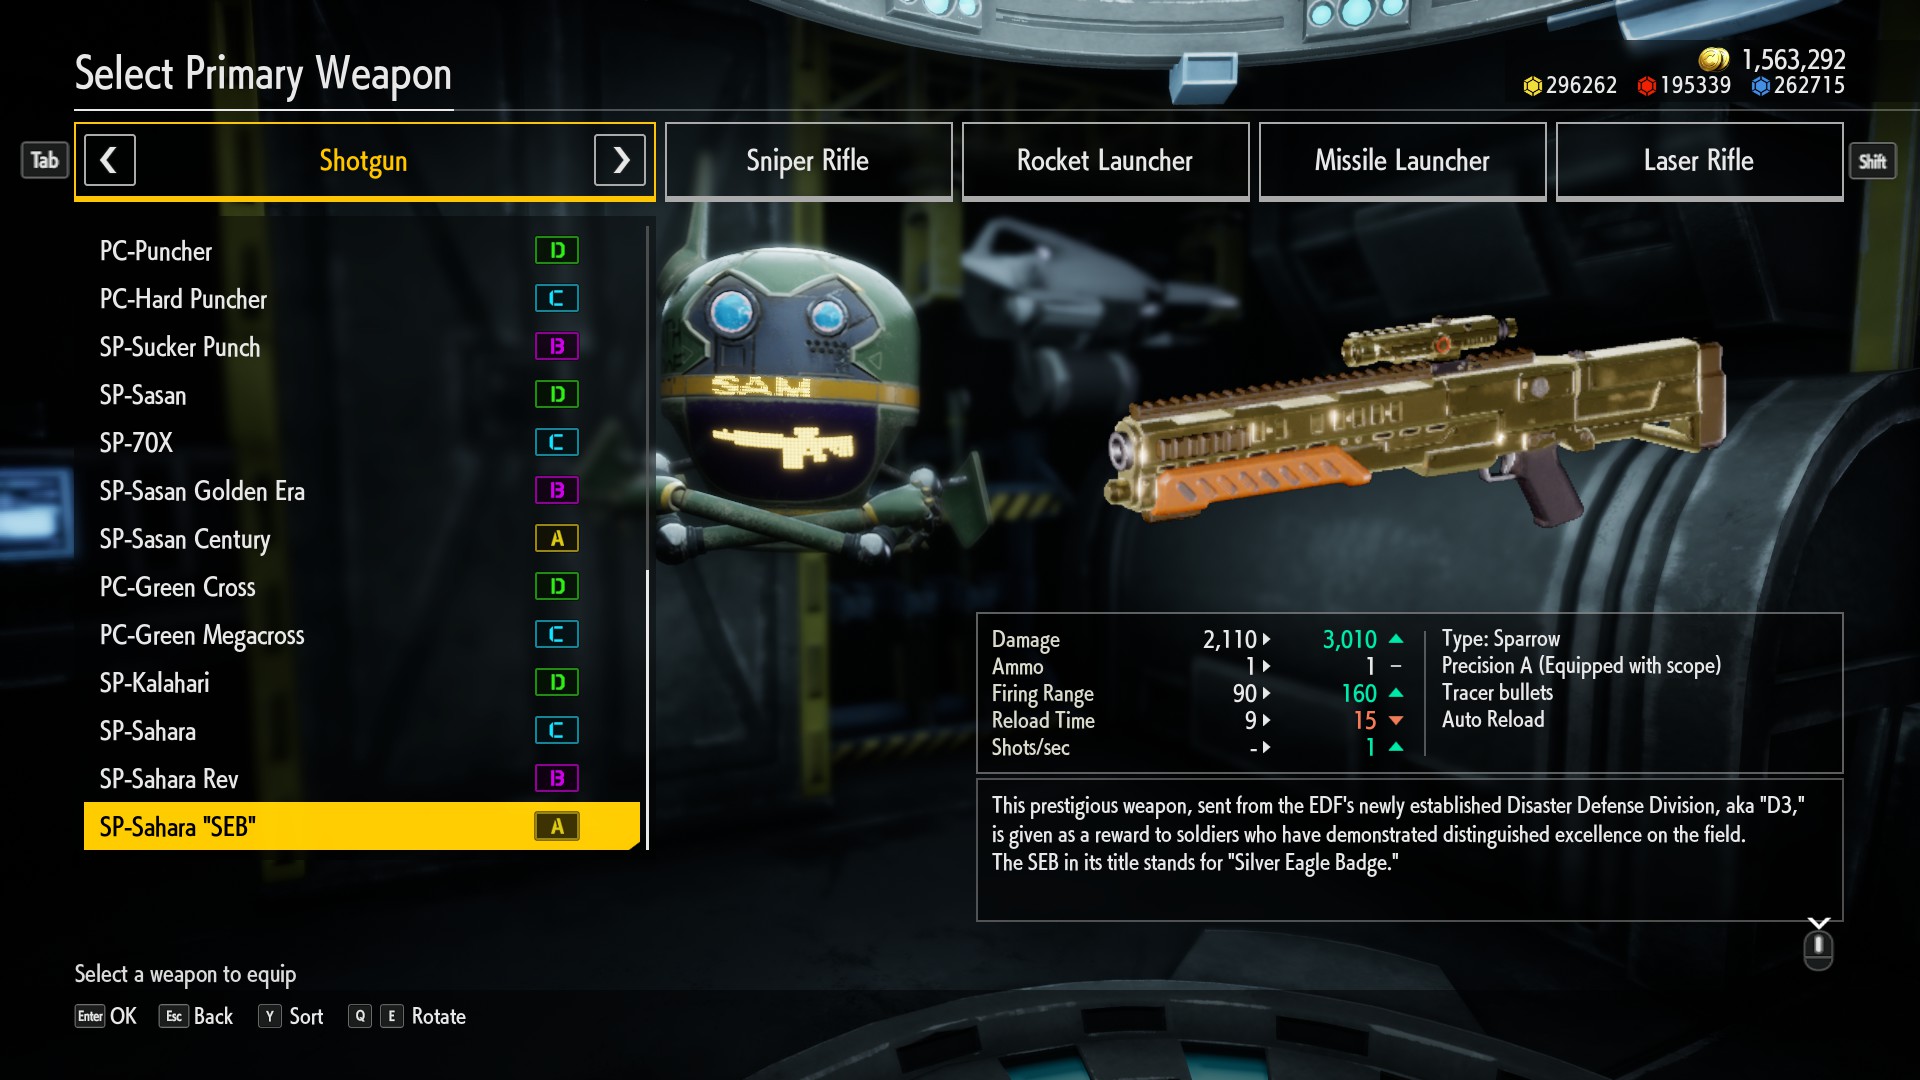 Select Primary Weapon
1,563,292
296262 195339 262715
Tab Shotgun Sniper Rifle Rocket Launcher Missile Launcher Laser Rifle Shift
PC-Puncher D
PC-Hard Puncher C
SP-Sucker Punch B
SP-Sasan D
SP-70X C
SP-Sasan Golden Era B
SP-Sasan Century A
PC-Green Cross D
PC-Green Megacross C
SP-Kalahari D
SP-Sahara C
SP-Sahara Rev B
SP-Sahara "SEB" A
SAM
Damage 2,110 3,010
Ammo 1 1 –
Firing Range 90 160
Reload Time 9 15
Shots/sec - 1
Type: Sparrow
Precision A (Equipped with scope)
Tracer bullets
Auto Reload
This prestigious weapon, sent from the EDF's newly established Disaster Defense Division, aka "D3,"
is given as a reward to soldiers who have demonstrated distinguished excellence on the field.
The SEB in its title stands for "Silver Eagle Badge."
Select a weapon to equip
Enter OK Esc Back Y Sort Q E Rotate